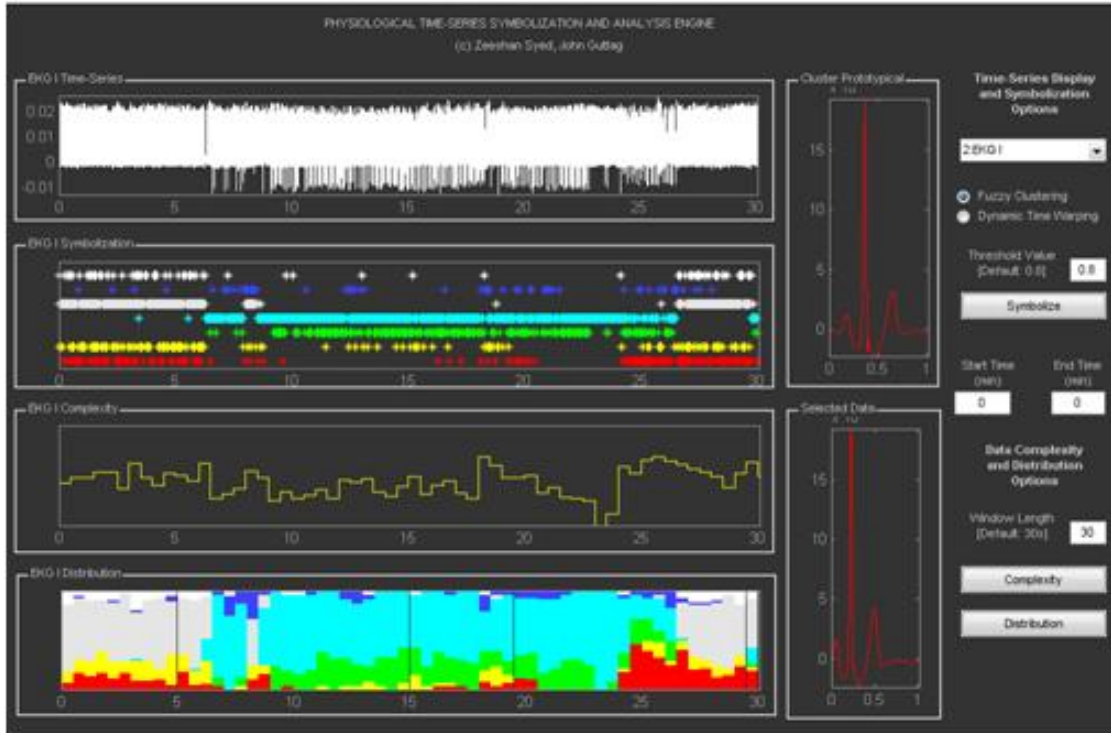 PHYSIOLOGICAL TIME-SERIES SYMBOLIZATION AND ANALYSIS ENGINE
(c) Zeeshan Syed, John Guttag
EKG I Time-Series
0.02
0.01
0
-0.01
0 5 10 15 20 25 30
EKG I Symbolization
0 5 10 15 20 25 30
EKG I Complexity
0 5 10 15 20 25 30
EKG I Distribution
0 5 10 15 20 25 30
Cluster Prototypical
15
10
5
0
0 0.5 1
Selected Data
15
10
5
0
0 0.5 1
Time-Series Display
and Symbolization
Options
2:EKG I
Fuzzy Clustering
Dynamic Time Warping
Threshold Value
[Default: 0.8]
0.8
Symbolize
Start Time
(min)
End Time
(min)
0
0
Data Complexity
and Distribution
Options
Window Length
[Default: 30s]
30
Complexity
Distribution